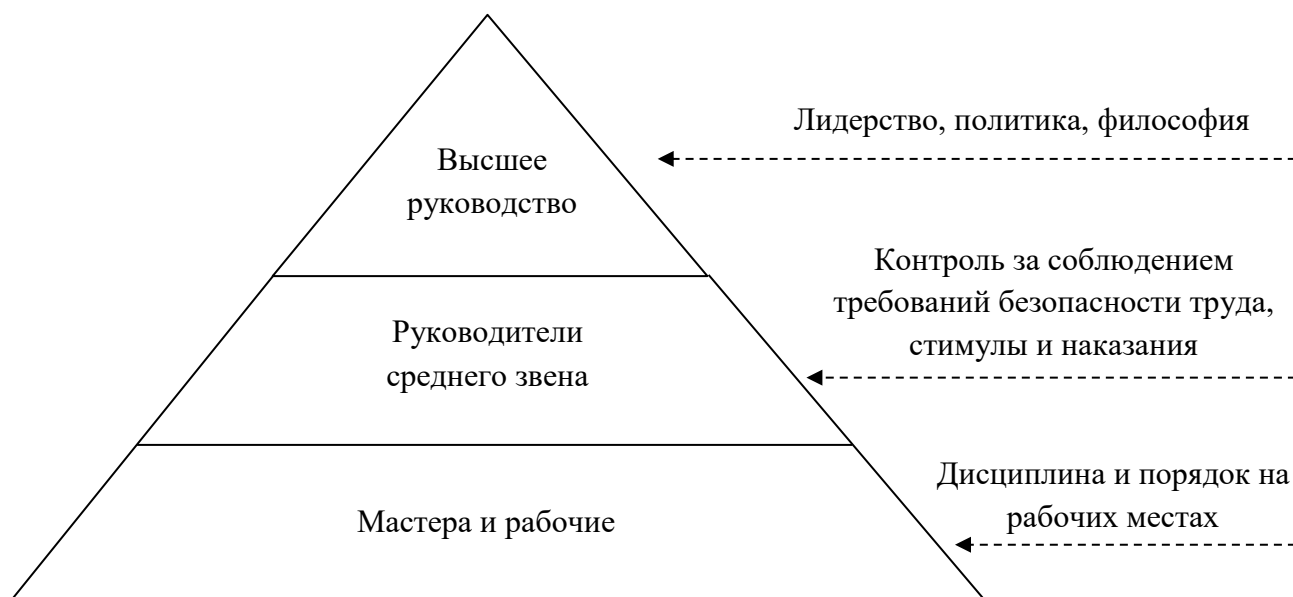 Лидерство, политика, философия
Высшее
руководство
Контроль за соблюдением
требований безопасности труда,
стимулы и наказания
Руководители
среднего звена
Дисциплина и порядок на
рабочих местах
Мастера и рабочие